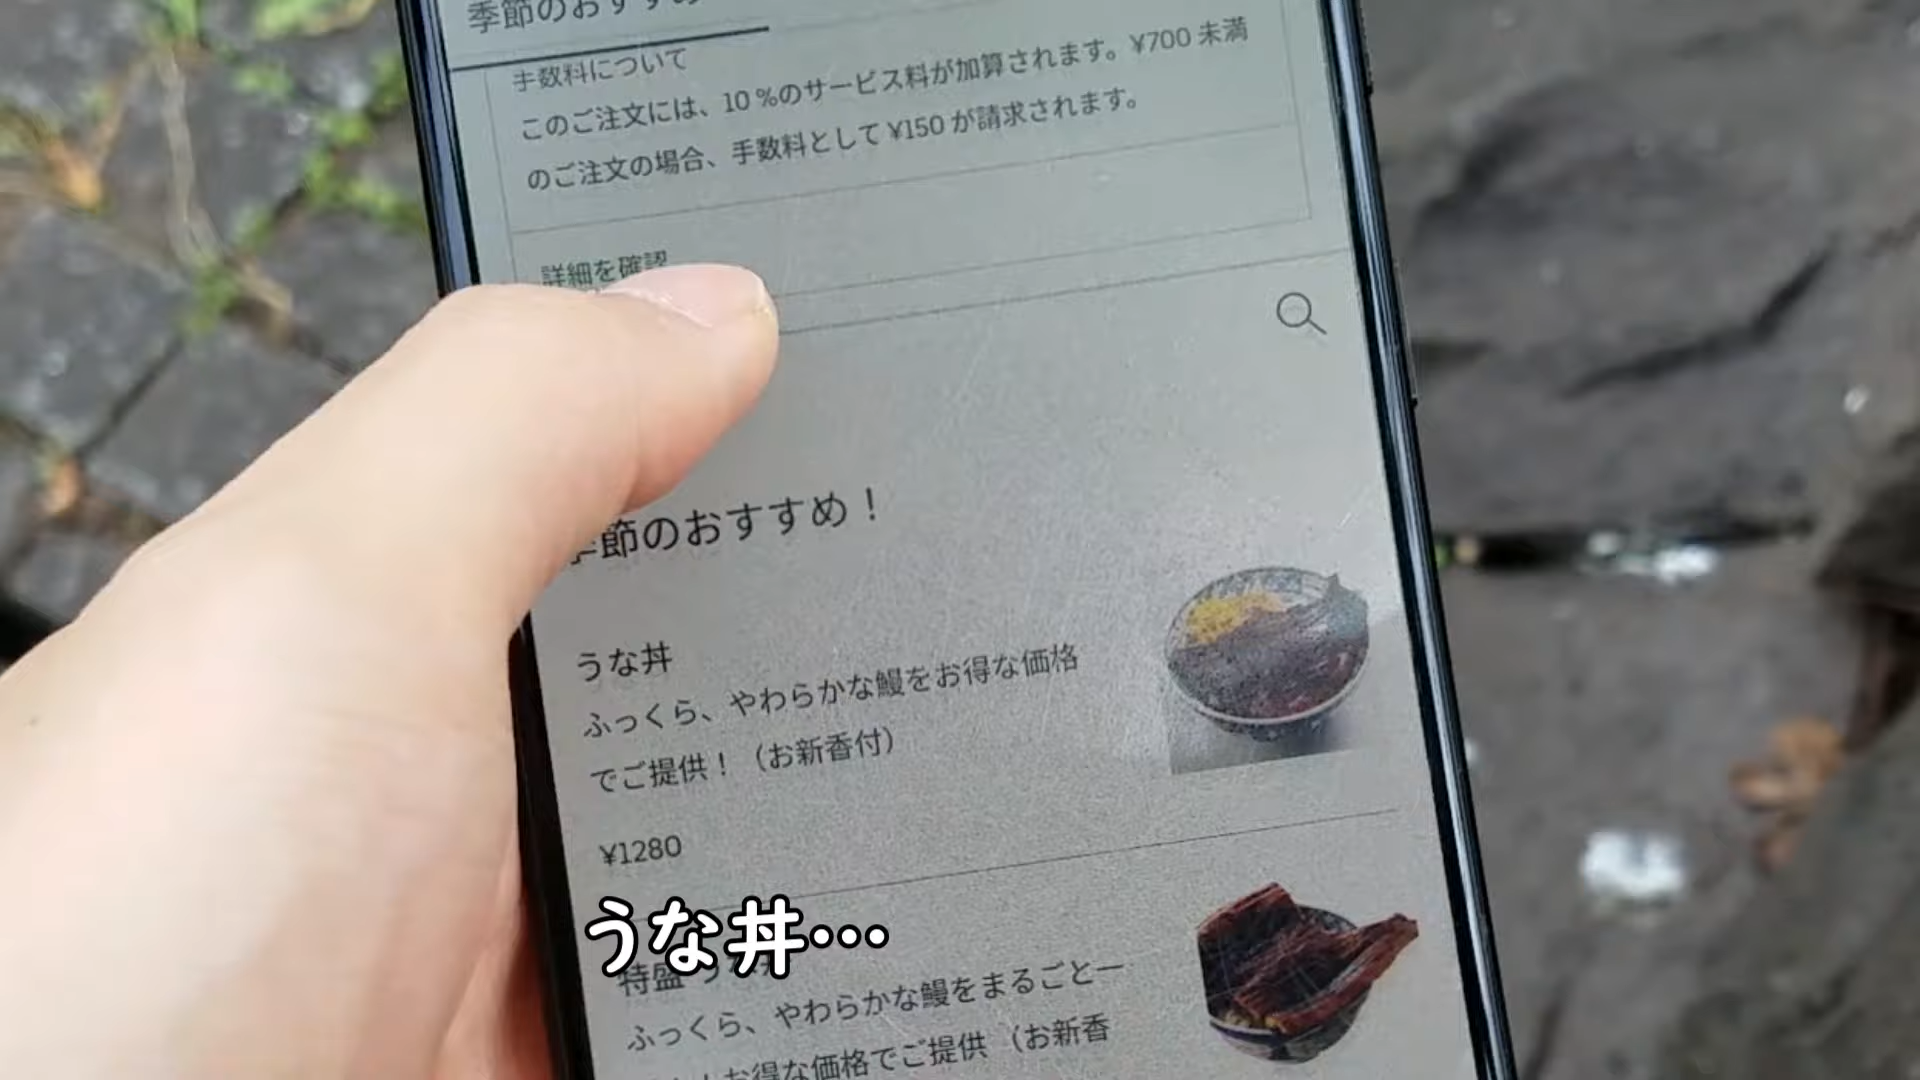 季節のおすすめ
手数料について
このご注文には、10 %のサービス料が加算されます。¥700 未満
のご注文の場合、手数料として ¥150 が請求されます。
詳細を確認
節のおすすめ！
うな丼
ふっくら、やわらかな鰻をお得な価格
でご提供！（お新香付）
¥1280
うな丼…
特盛
ふっくら、やわらかな鰻をまるごと一
お得な価格でご提供（お新香